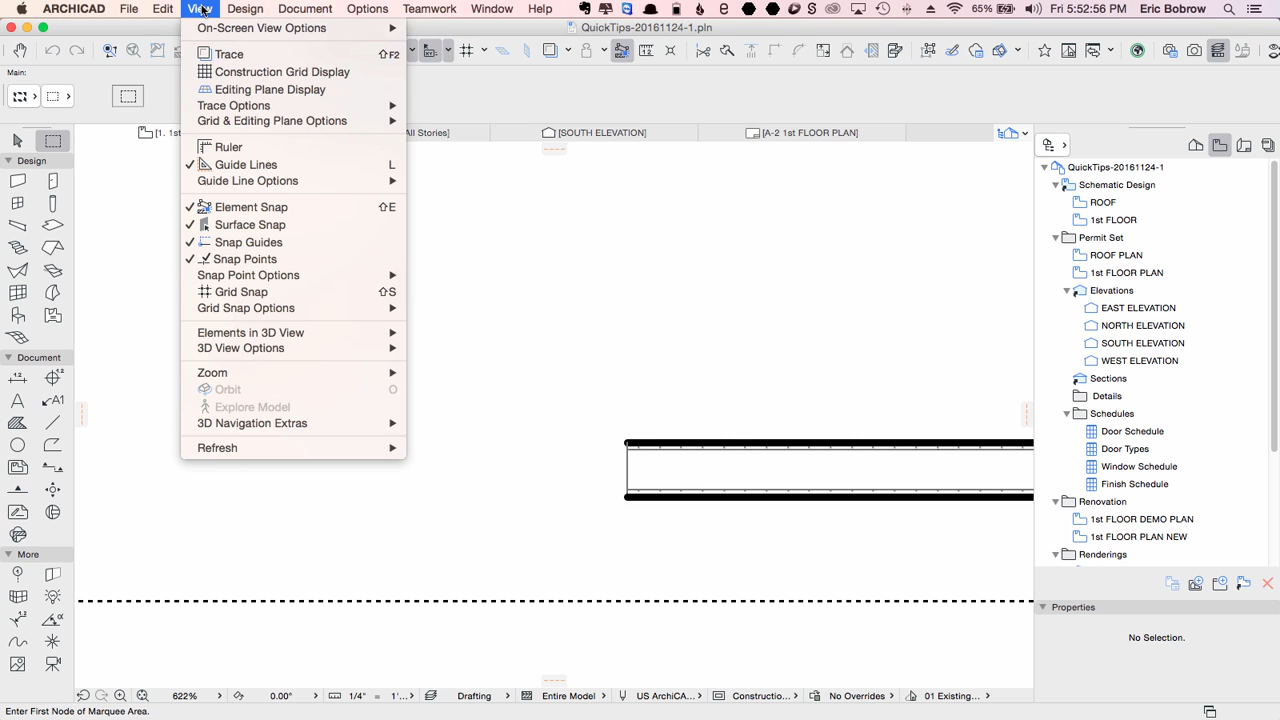 ARCHICAD File Edit View Design Document Options Teamwork Window Help 65% Fri 5:52:56 PM Eric Bobrow
QuickTips-20161124-1.pln
Main:
[1. 1st
All Stories]
[SOUTH ELEVATION]
[A-2 1st FLOOR PLAN]
Design
Document
More
On-Screen View Options
Trace ⇧F2
Construction Grid Display
Editing Plane Display
Trace Options
Grid & Editing Plane Options
Ruler
Guide Lines L
Guide Line Options
Element Snap ⇧E
Surface Snap
Snap Guides
Snap Points
Snap Point Options
Grid Snap ⇧S
Grid Snap Options
Elements in 3D View
3D View Options
Zoom
Orbit O
Explore Model
3D Navigation Extras
Refresh
QuickTips-20161124-1
Schematic Design
ROOF
1st FLOOR
Permit Set
ROOF PLAN
1st FLOOR PLAN
Elevations
EAST ELEVATION
NORTH ELEVATION
SOUTH ELEVATION
WEST ELEVATION
Sections
Details
Schedules
Door Schedule
Door Types
Window Schedule
Finish Schedule
Renovation
1st FLOOR DEMO PLAN
1st FLOOR PLAN NEW
Renderings
Properties
No Selection.
622% 0.00° 1/4" = 1'... Drafting Entire Model US ArchiCA... Constructio... No Overrides 01 Existing...
Enter First Node of Marquee Area.